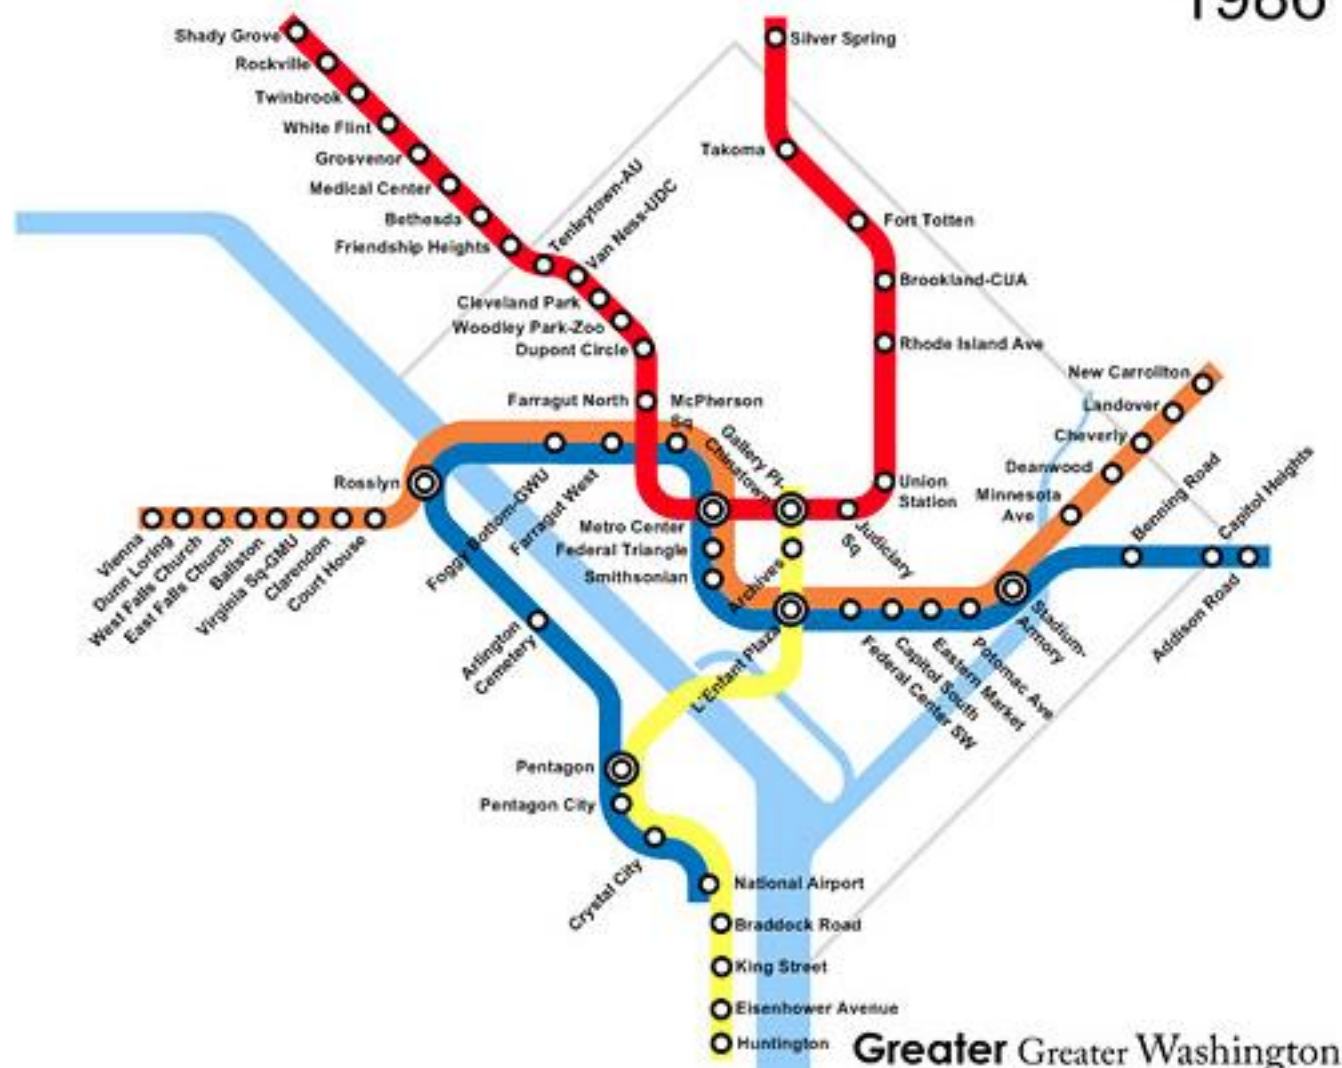 1986
Shady Grove
Rockville
Twinbrook
White Flint
Grosvenor
Medical Center
Bethesda
Friendship Heights
Tenleytown-AU
Van Ness-UDC
Cleveland Park
Woodley Park-Zoo
Dupont Circle
Farragut North
Silver Spring
Takoma
Fort Totten
Brookland-CUA
Rhode Island Ave
Union
Station
Judiciary
Sq
Gallery Pl-
Chinatown
McPherson
Sq
Metro Center
Federal Triangle
Smithsonian
Archives
L'Enfant Plaza
Farragut West
Foggy Bottom-GWU
Rosslyn
Vienna
Dunn Loring
West Falls Church
East Falls Church
Ballston
Virginia Sq-GMU
Clarendon
Court House
New Carrollton
Landover
Cheverly
Deanwood
Minnesota
Ave
Benning Road
Capitol Heights
Addison Road
Stadium-
Armory
Potomac Ave
Eastern Market
Capitol South
Federal Center SW
Arlington
Cemetery
Pentagon
Pentagon City
Crystal City
National Airport
Braddock Road
King Street
Eisenhower Avenue
Huntington
Greater Greater Washington